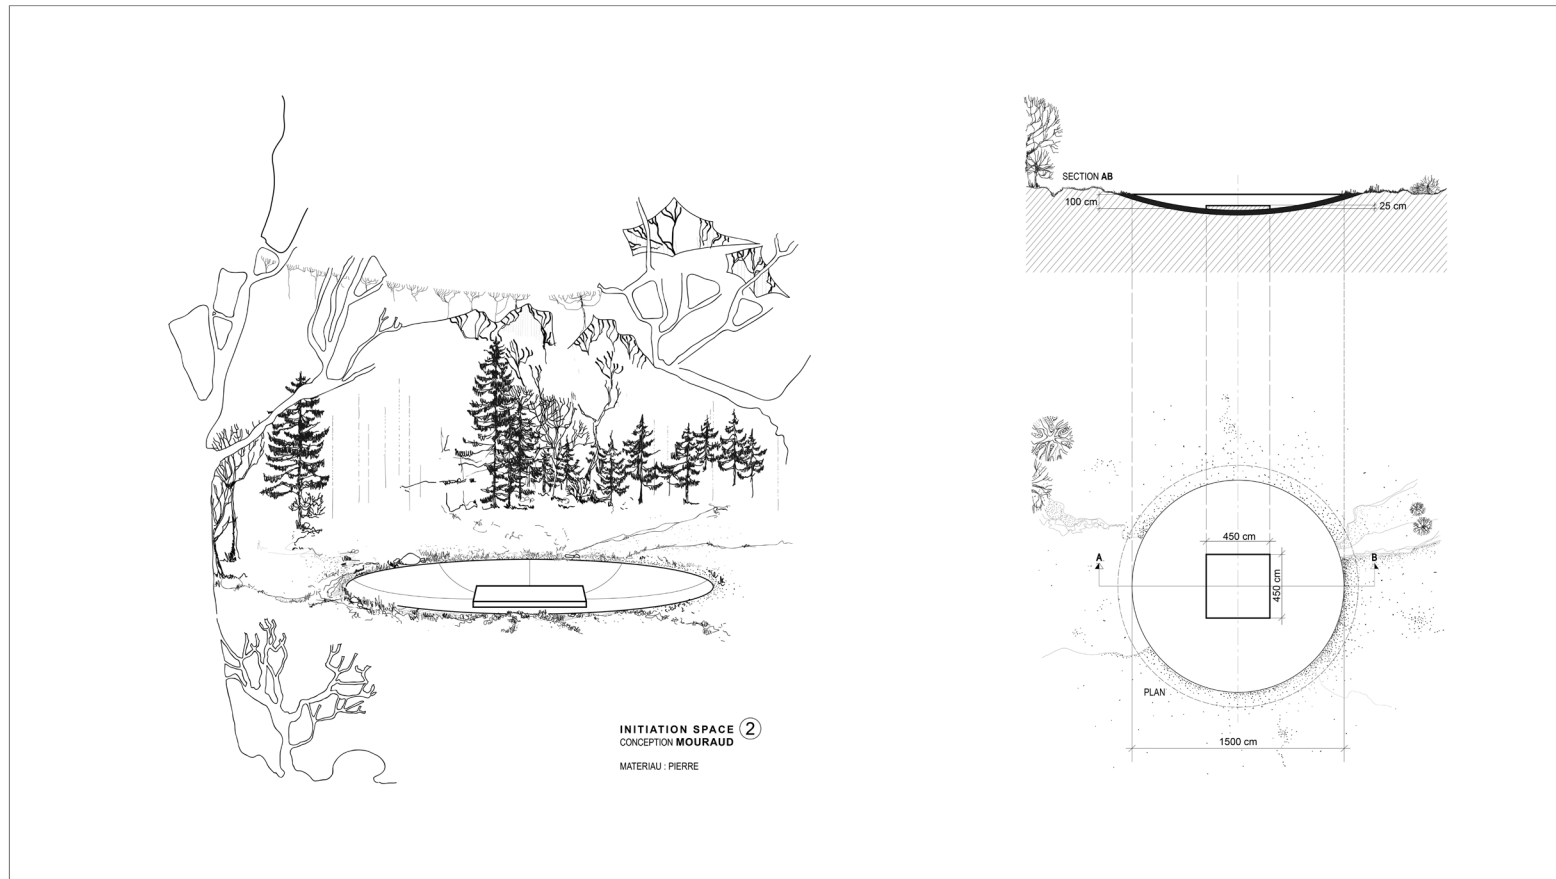 INITIATION SPACE 2
CONCEPTION MOURAUD
MATERIAU : PIERRE
SECTION AB
100 cm
25 cm
450 cm
450 cm
A
B
PLAN
1500 cm